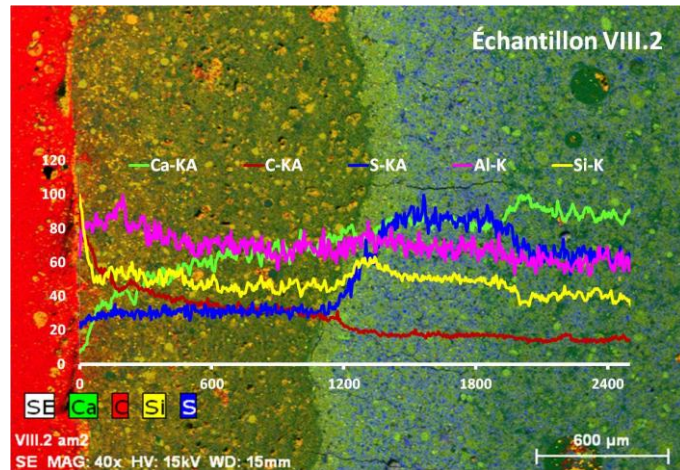 Échantillon VIII.2
Ca-KA C-KA S-KA Al-K Si-K
120
100
80
60
40
20
0
0 600 1200 1800 2400
SE Ca C Si S
VIII.2 am2
SE MAG: 40x HV: 15kV WD: 15mm
600 µm